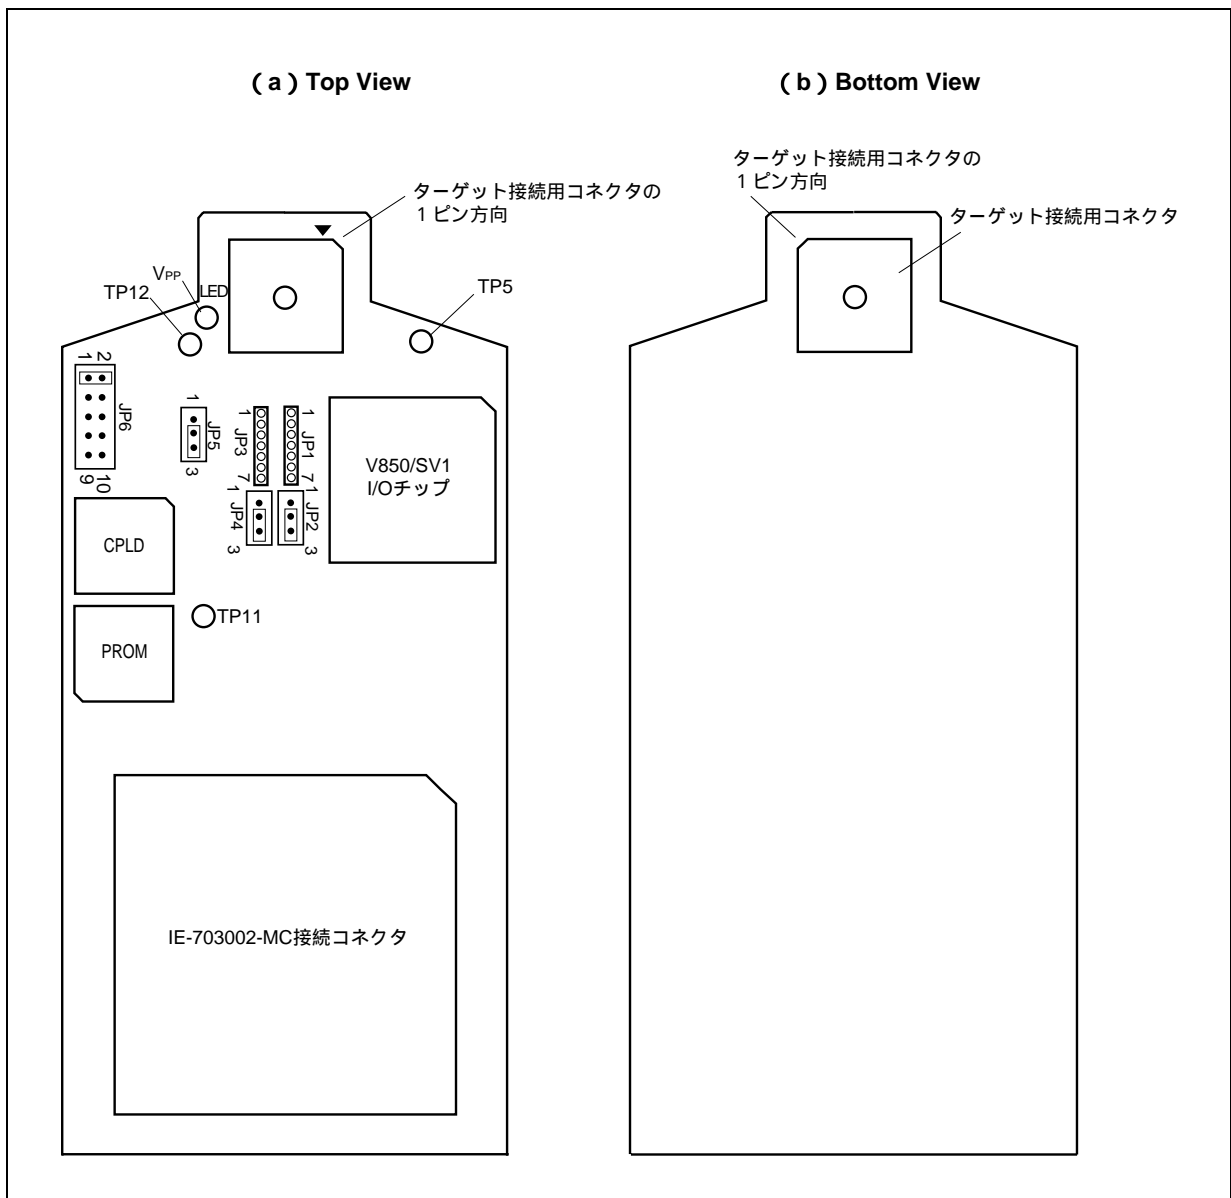 （a）Top View
（b）Bottom View
ターゲット接続用コネクタの
１ピン方向
ターゲット接続用コネクタの
１ピン方向
ターゲット接続用コネクタ
VPP
LED
TP12
TP5
1 2
JP6
9 10
1
JP5
3
1
JP3
7
1
JP1
7
1
JP4
3
1
JP2
3
V850/SV1
I/Oチップ
CPLD
TP11
PROM
IE-703002-MC接続コネクタ